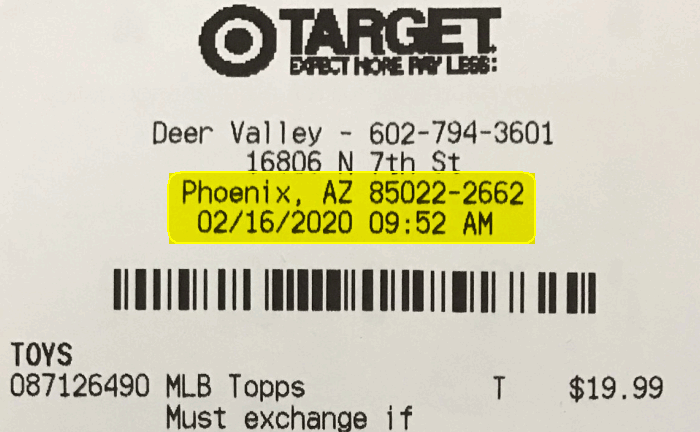 TARGET
EXPECT MORE PAY LESS:
Deer Valley - 602-794-3601
16806 N 7th St
Phoenix, AZ 85022-2662
02/16/2020 09:52 AM
TOYS
087126490 MLB Topps T $19.99
Must exchange if